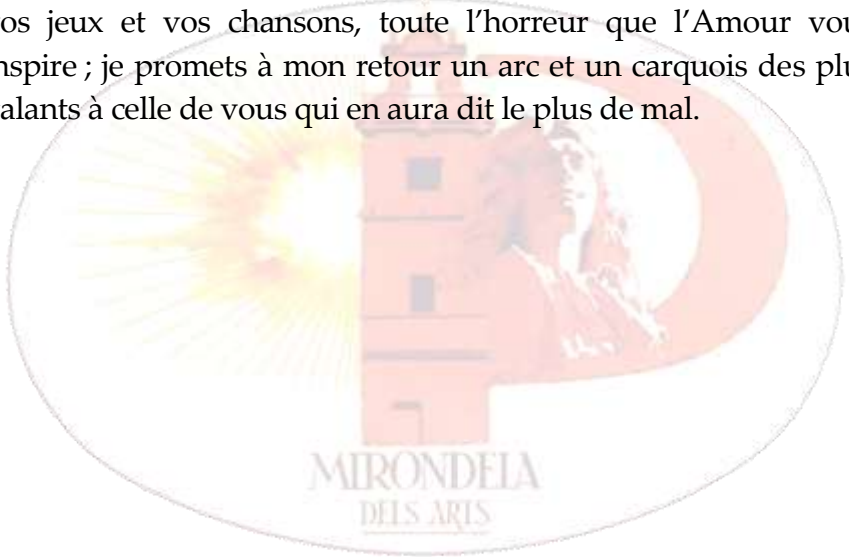 os jeux et vos chansons, toute l’horreur que l’Amour vou
nspire ; je promets à mon retour un arc et un carquois des plu
alants à celle de vous qui en aura dit le plus de mal.
MIRONDELA
DELS ARTS